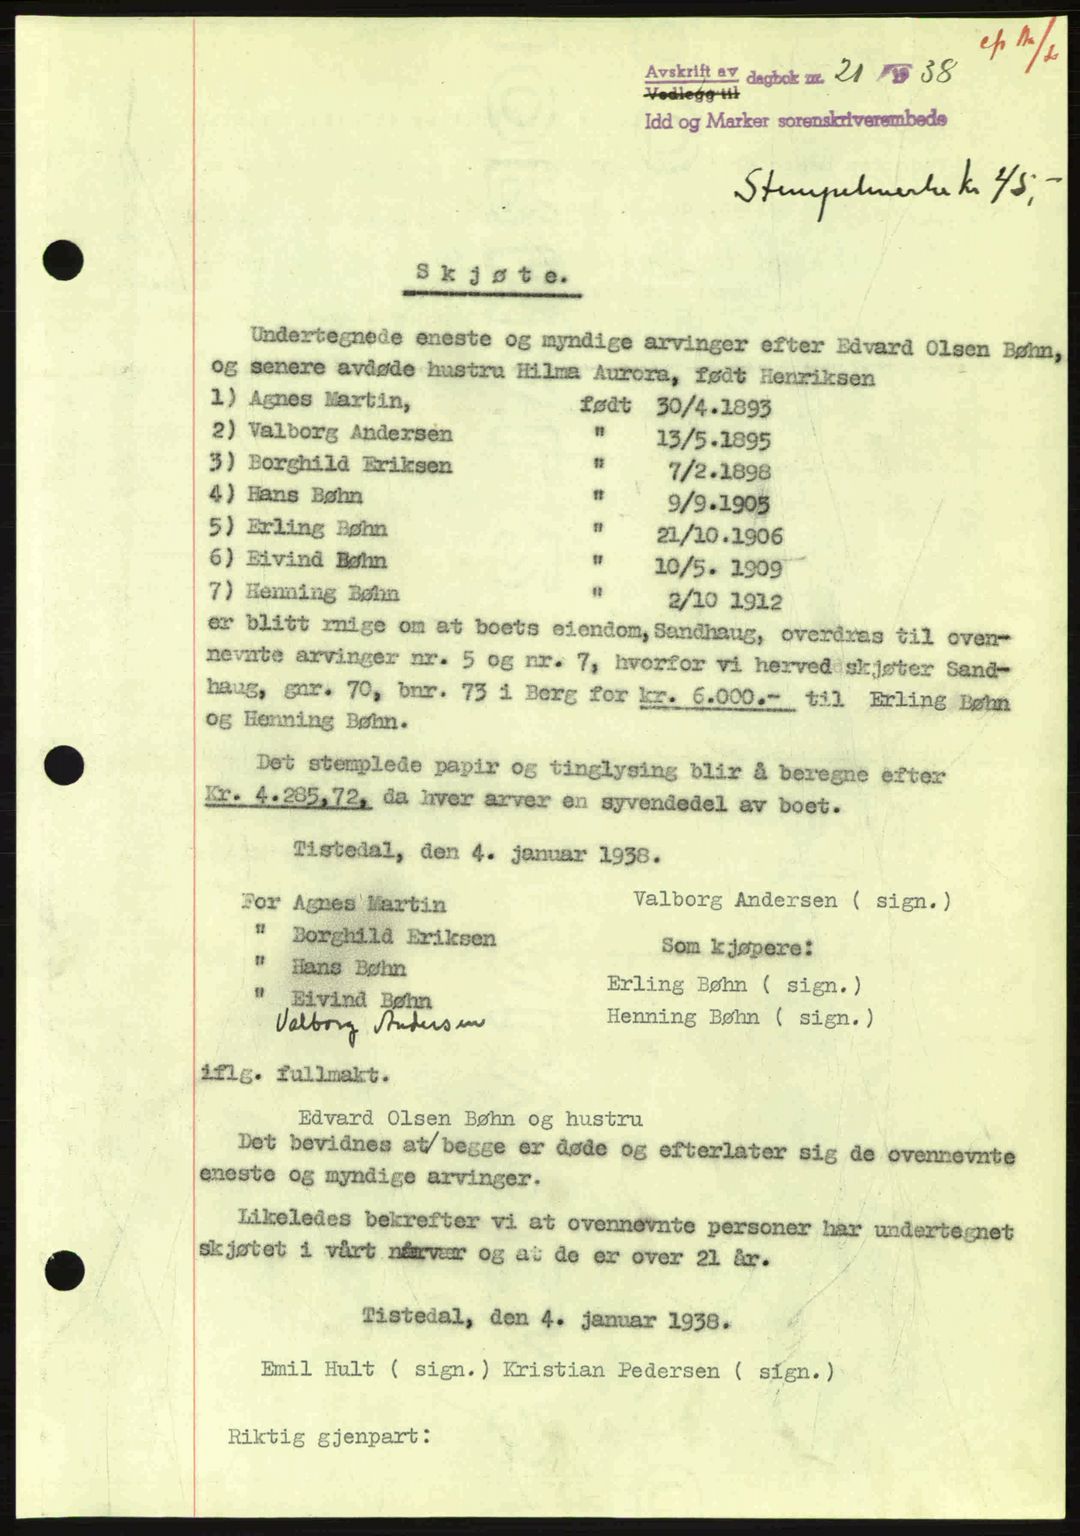 Avskrift av dagbok nr. 21 / 19 38
Vedlegg til
Idd og Marker sorenskriverembede
Stempelmerke kr 45,-
Skjøte.
Undertegnede eneste og myndige arvinger efter Edvard Olsen Bøhn,
og senere avdøde hustru Hilma Aurora, født Henriksen
1) Agnes Martin, født 30/4.1893
2) Valborg Andersen " 13/5.1895
3) Borghild Eriksen " 7/2.1898
4) Hans Bøhn " 9/9.1905
5) Erling Bøhn " 21/10.1906
6) Eivind Bøhn " 10/5. 1909
7) Henning Bøhn " 2/10 1912
er blitt rnige om at boets eiendom, Sandhaug, overdras til oven-
nevnte arvinger nr. 5 og nr. 7, hvorfor vi herved skjøter Sand-
haug, gnr. 70, bnr. 73 i Berg for kr. 6.000.- til Erling Bøhn
og Henning Bøhn.
Det stemplede papir og tinglysing blir å beregne efter
Kr. 4.285,72, da hver arver en syvendedel av boet.
Tistedal, den 4. januar 1938.
For Agnes Martin
" Borghild Eriksen
" Hans Bøhn
" Eivind Bøhn
Valborg Andersen
iflg. fullmakt.
Valborg Andersen ( sign.)
Som kjøpere:
Erling Bøhn ( sign.)
Henning Bøhn ( sign.)
Edvard Olsen Bøhn og hustru
Det bevidnes at/begge er døde og efterlater sig de ovennevnte
eneste og myndige arvinger.
Likeledes bekrefter vi at ovennevnte personer har undertegnet
skjøtet i vårt nærvær og at de er over 21 år.
Tistedal, den 4. januar 1938.
Emil Hult ( sign.) Kristian Pedersen ( sign.)
Riktig gjenpart: